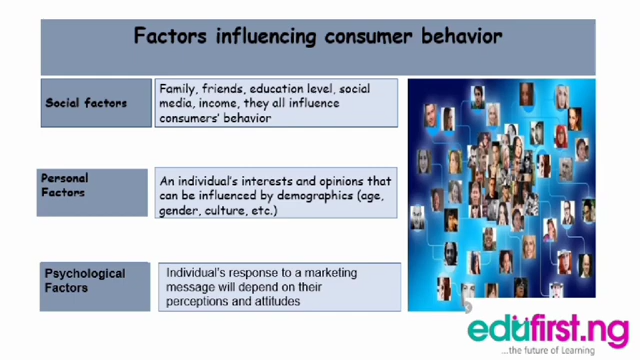 Factors influencing consumer behavior
Social factors
Family, friends, education level, social
media, income, they all influence
consumers' behavior
Personal
Factors
An individual's interests and opinions that
can be influenced by demographics (age,
gender, culture, etc.)
Psychological
Factors
Individual's response to a marketing
message will depend on their
perceptions and attitudes
edufirst.ng
...the future of Learning